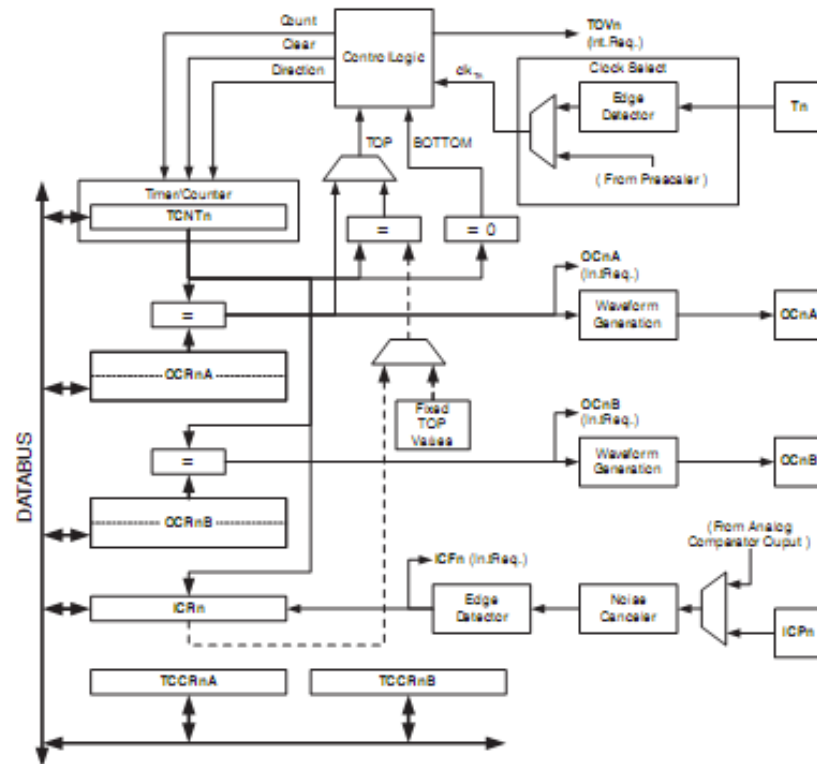 Count
Clear
Direction
ControlLogic
TOVn
(Int.Req.)
clkTn
Clock Select
Edge
Detector
Tn
( From Prescaler )
TOP
BOTTOM
Timer/Counter
TCNTn
=
= 0
OCnA
(Int.Req.)
=
Waveform
Generation
OCnA
OCRnA
Fixed
TOP
Values
OCnB
(Int.Req.)
=
Waveform
Generation
OCnB
OCRnB
DATABUS
(From Analog
Comparator Ouput )
ICFn (Int.Req.)
ICRn
Edge
Detector
Noise
Canceler
ICPn
TCCRnA
TCCRnB